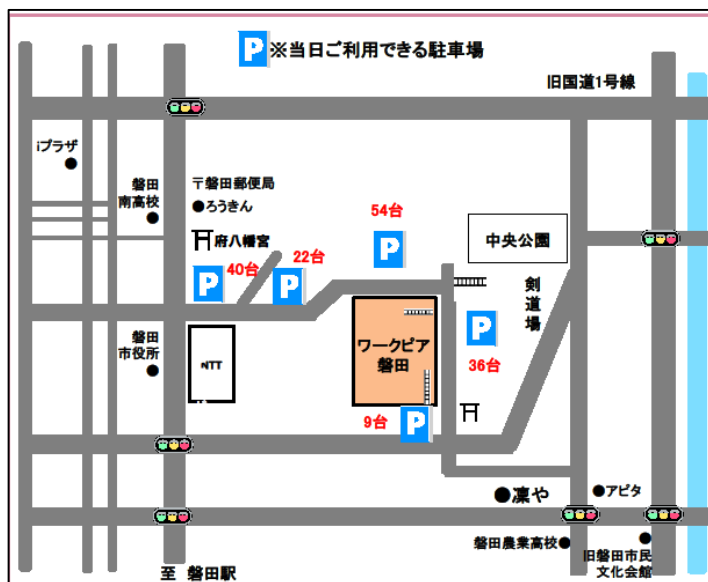 P ※当日ご利用できる駐車場
旧国道1号線
iプラザ
磐田
南高校
〒磐田郵便局
ろうきん
府八幡宮
54台
中央公園
22台
40台
P
P
P
剣道場
磐田
市役所
NTT
ワークピア
磐田
P
36台
9台
P
凛や
アピタ
磐田農業高校
旧磐田市民
文化会館
至 磐田駅